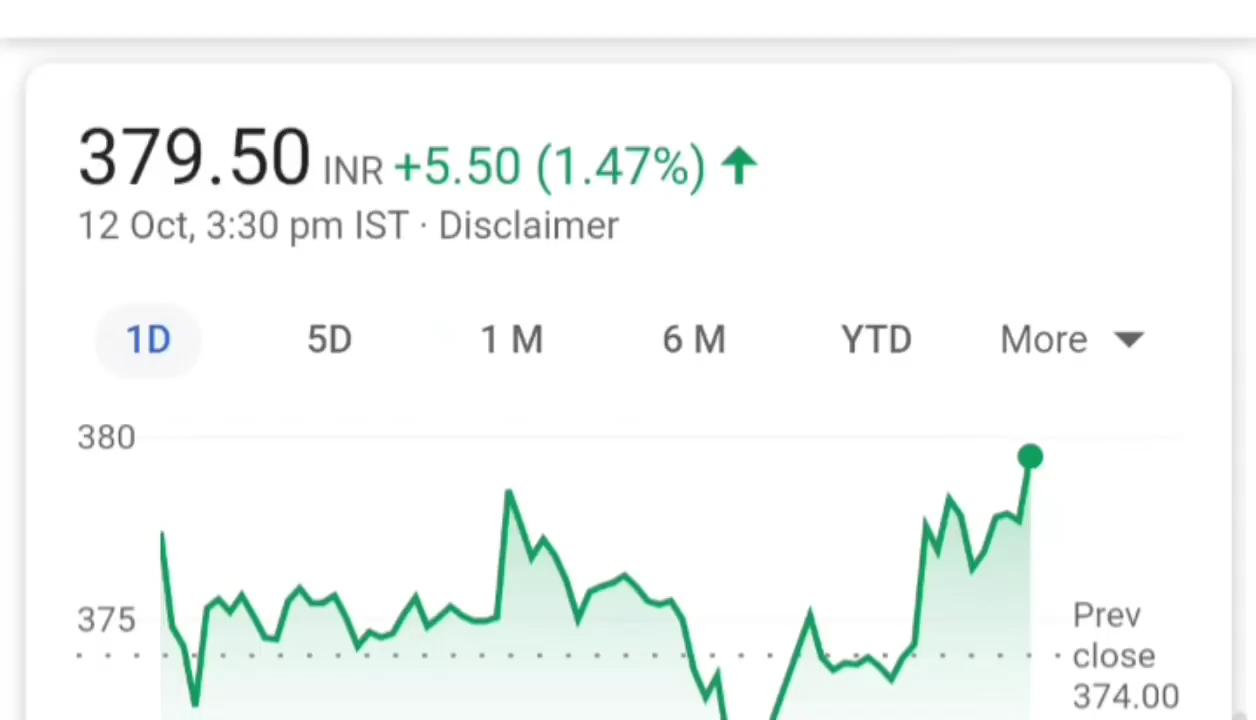 379.50 INR +5.50 (1.47%) ↑
12 Oct, 3:30 pm IST · Disclaimer
1D 5D 1 M 6 M YTD More
380
375
Prev
close
374.00